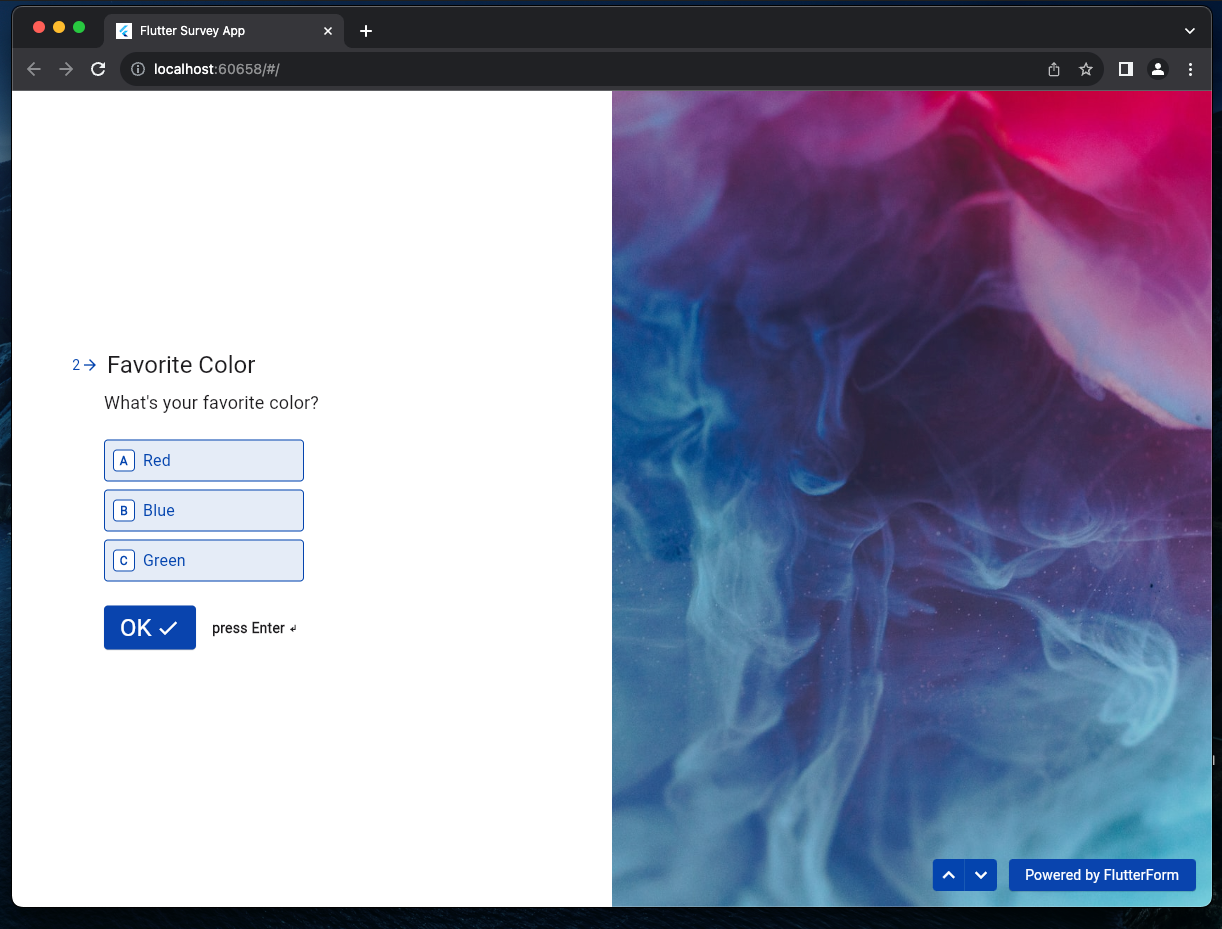 Flutter Survey App
localhost:60658/#/
2 Favorite Color
What's your favorite color?
A Red
B Blue
C Green
OK press Enter ↲
Powered by FlutterForm